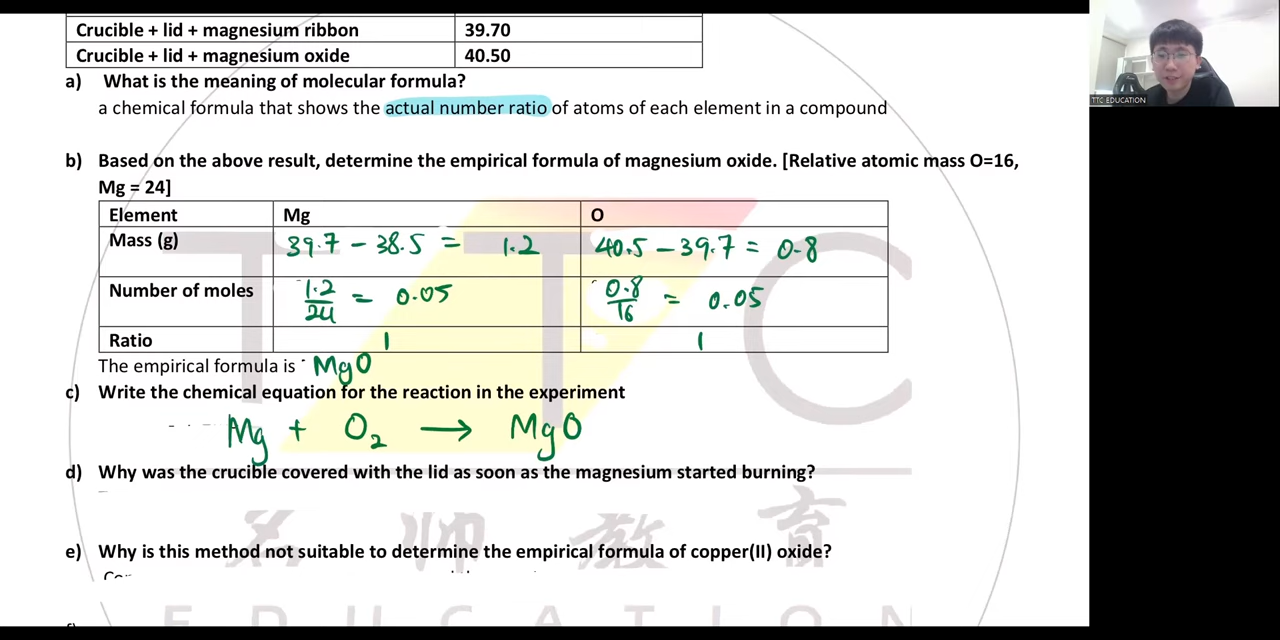 Crucible + lid + magnesium ribbon 39.70
Crucible + lid + magnesium oxide 40.50
a) What is the meaning of molecular formula?
a chemical formula that shows the actual number ratio of atoms of each element in a compound
b) Based on the above result, determine the empirical formula of magnesium oxide. [Relative atomic mass O=16,
Mg = 24]
Element Mg O
Mass (g) 39.7 - 38.5 = 1.2 40.5 - 39.7 = 0.8
Number of moles 1.2/24 = 0.05 0.8/16 = 0.05
Ratio 1 1
The empirical formula is MgO
c) Write the chemical equation for the reaction in the experiment
Mg + O2 → MgO
d) Why was the crucible covered with the lid as soon as the magnesium started burning?
名 師 教 育
e) Why is this method not suitable to determine the empirical formula of copper(II) oxide?
E D U C A T I O N
TTC
TTC EDUCATION